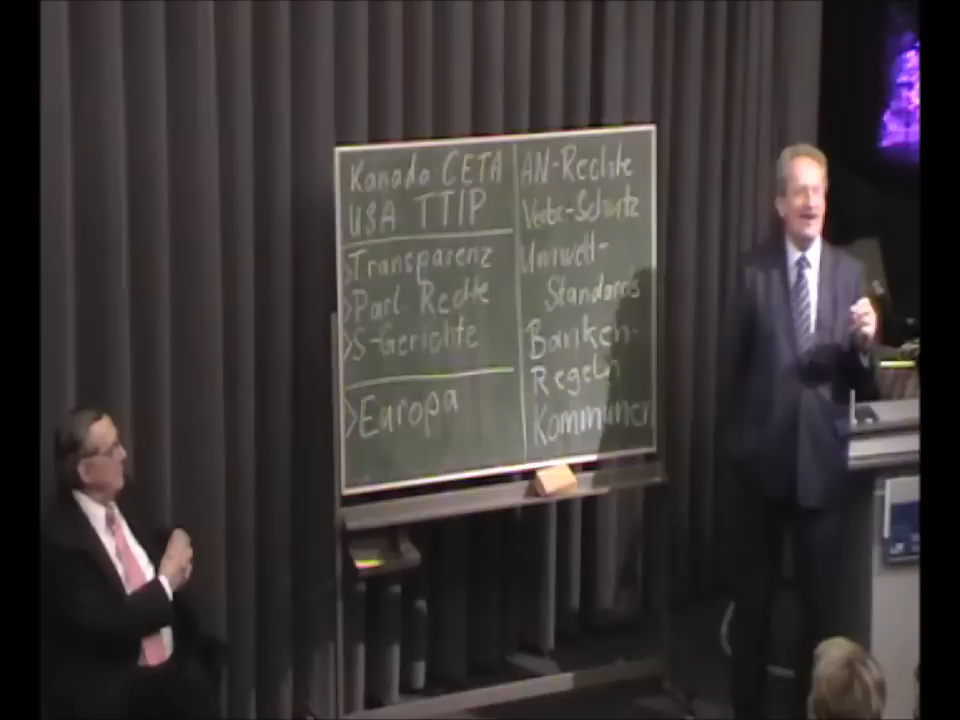 Kanada CETA
USA TTIP
Transparenz
Parl. Rechte
S-Gerichte
Europa
AN-Rechte
Verbr-Schutz
Umwelt-
Standards
Banken-
Regeln
Kommunen